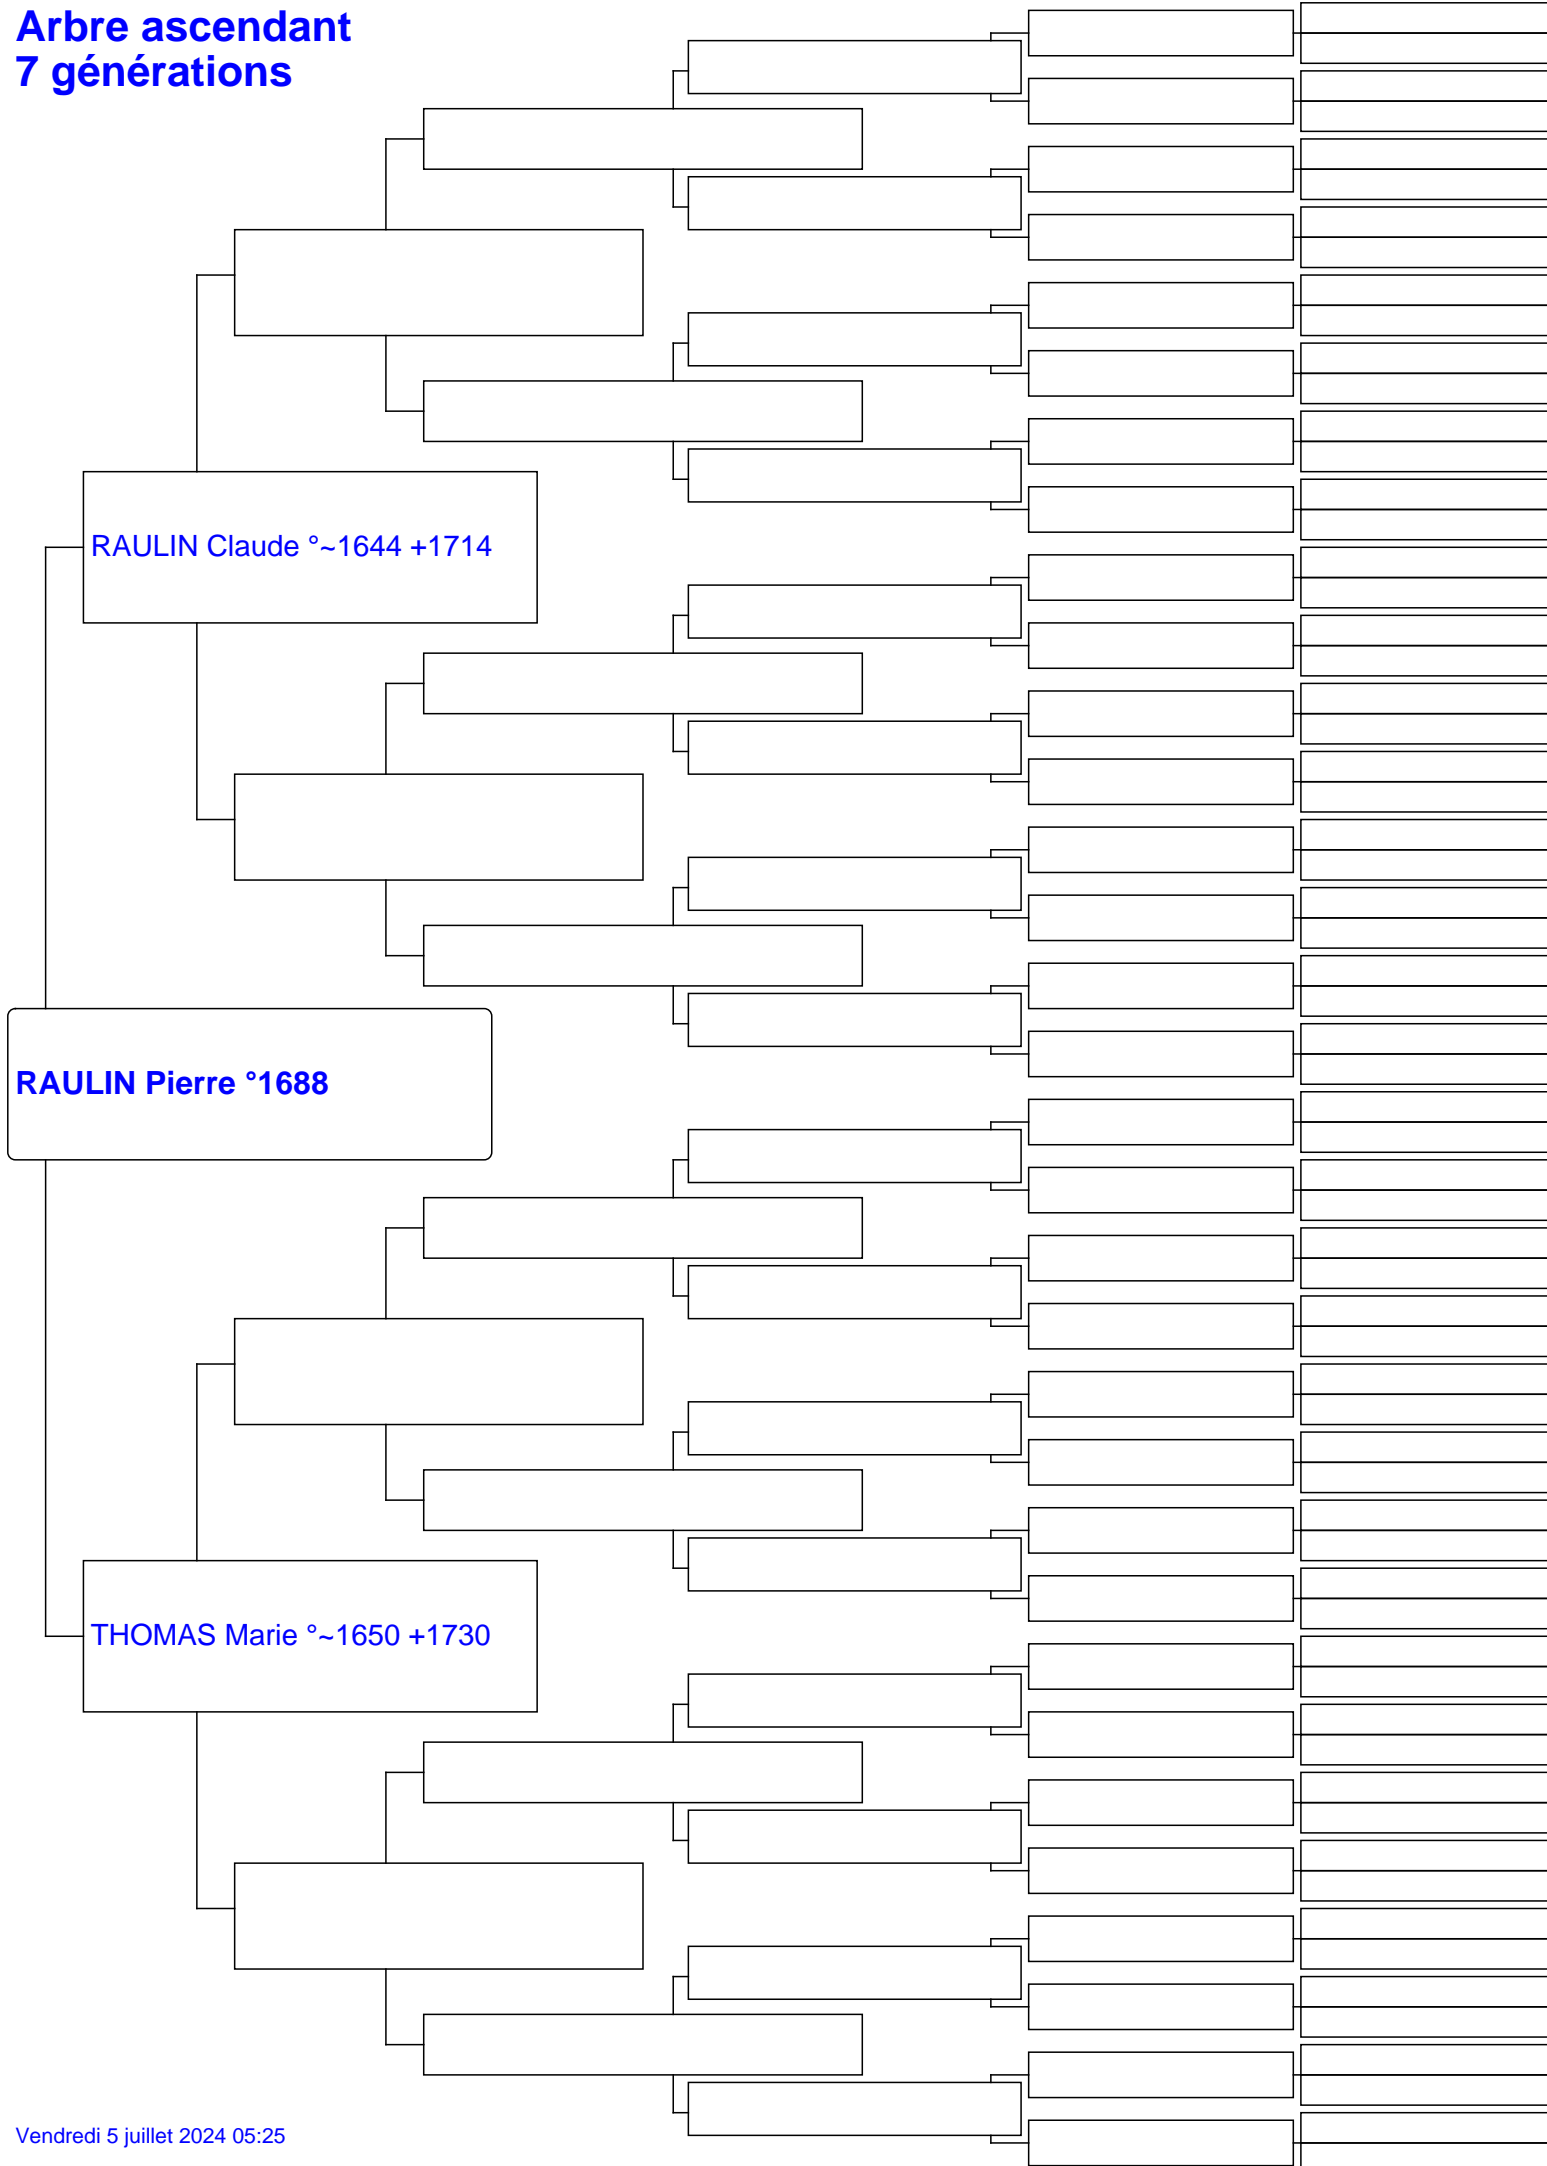 Arbre ascendant
7 générations
RAULIN Claude °~1644 +1714
RAULIN Pierre °1688
THOMAS Marie °~1650 +1730
Vendredi 5 juillet 2024 05:25